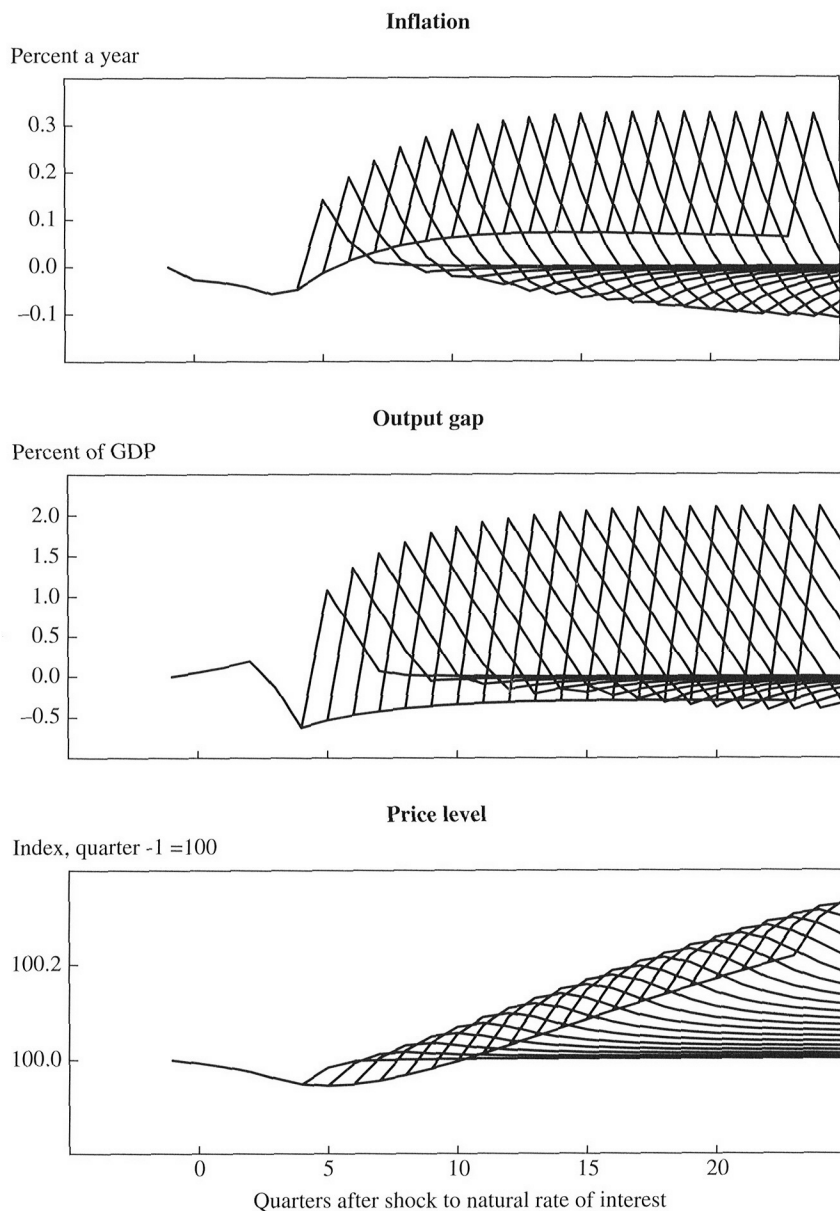 Inflation
Percent a year
0.3
0.2
0.1
0.0
–0.1
Output gap
Percent of GDP
2.0
1.5
1.0
0.5
0.0
–0.5
Price level
Index, quarter -1 =100
100.2
100.0
0 5 10 15 20
Quarters after shock to natural rate of interest